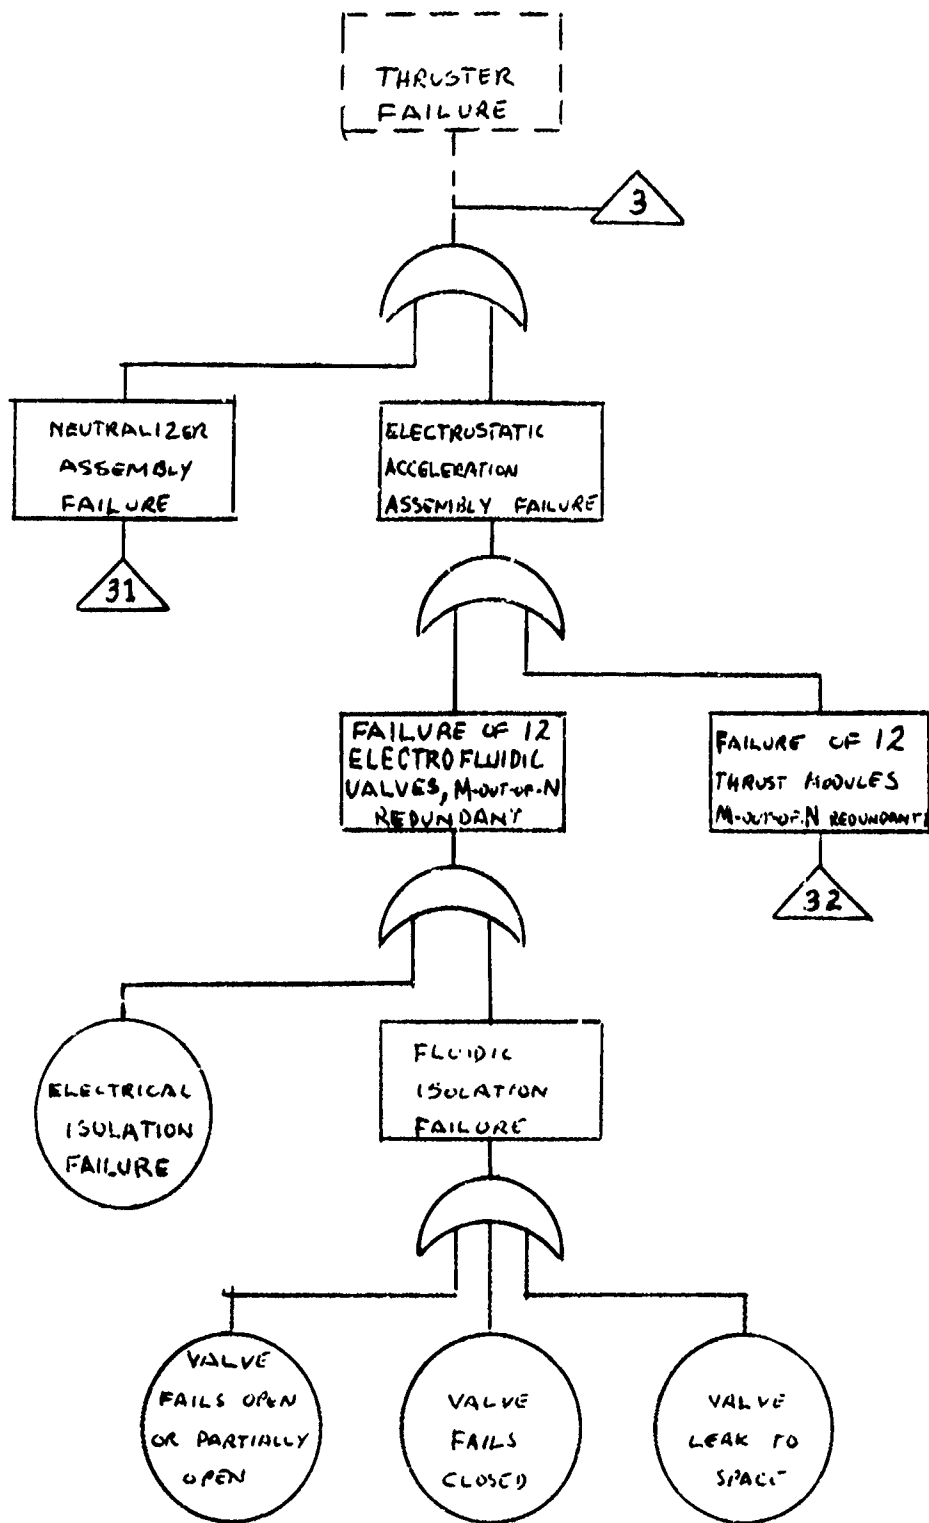 THRUSTER
FAILURE
3
NEUTRALIZER
ASSEMBLY
FAILURE
ELECTROSTATIC
ACCELERATION
ASSEMBLY FAILURE
31
FAILURE OF 12
ELECTROFLUIDIC
VALVES, M-OUT-OF-N
REDUNDANT
FAILURE OF 12
THRUST MODULES
M-OUT-OF-N REDUNDANT
32
ELECTRICAL
ISOLATION
FAILURE
FLUIDIC
ISOLATION
FAILURE
VALVE
FAILS OPEN
OR PARTIALLY
OPEN
VALVE
FAILS
CLOSED
VALVE
LEAK TO
SPACE